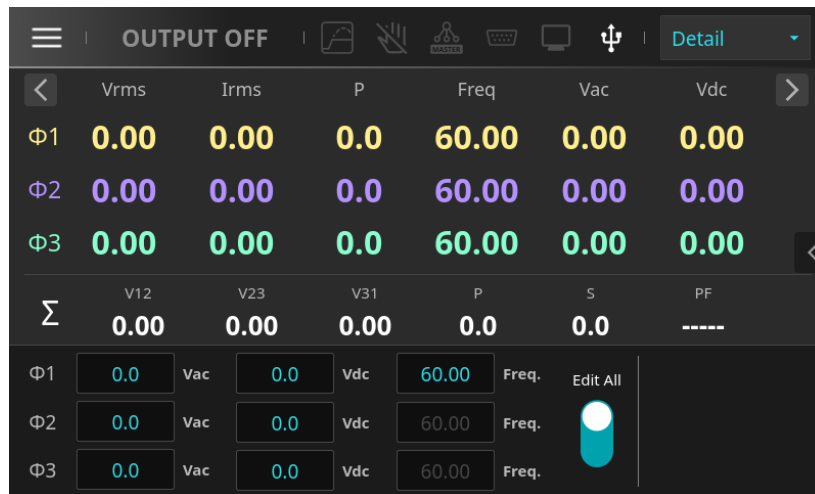 OUTPUT OFF MASTER Detail
Vrms Irms P Freq Vac Vdc
Φ1 0.00 0.00 0.0 60.00 0.00 0.00
Φ2 0.00 0.00 0.0 60.00 0.00 0.00
Φ3 0.00 0.00 0.0 60.00 0.00 0.00
V12 V23 V31 P S PF
Σ 0.00 0.00 0.00 0.0 0.0 -----
Φ1 0.0 Vac 0.0 Vdc 60.00 Freq. Edit All
Φ2 0.0 Vac 0.0 Vdc 60.00 Freq.
Φ3 0.0 Vac 0.0 Vdc 60.00 Freq.